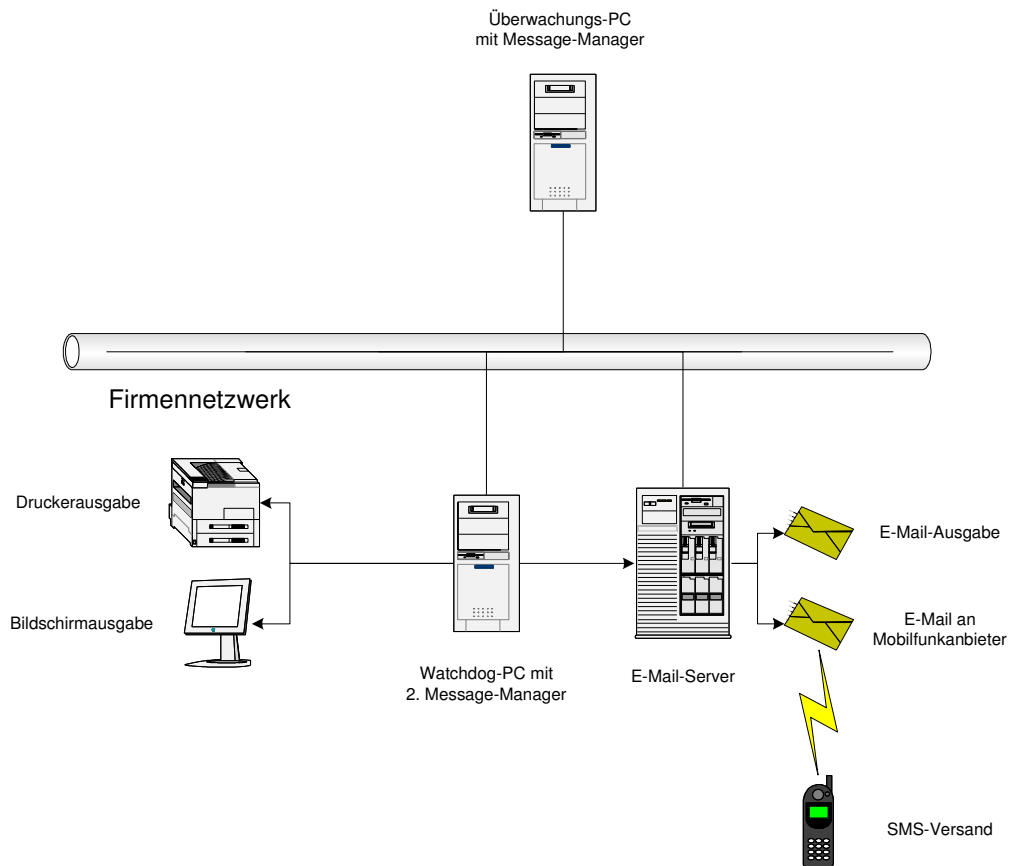 Überwachungs-PC
mit Message-Manager
Firmennetzwerk
Druckerausgabe
Bildschirmausgabe
Watchdog-PC mit
2. Message-Manager
E-Mail-Server
E-Mail-Ausgabe
E-Mail an
Mobilfunkanbieter
SMS-Versand